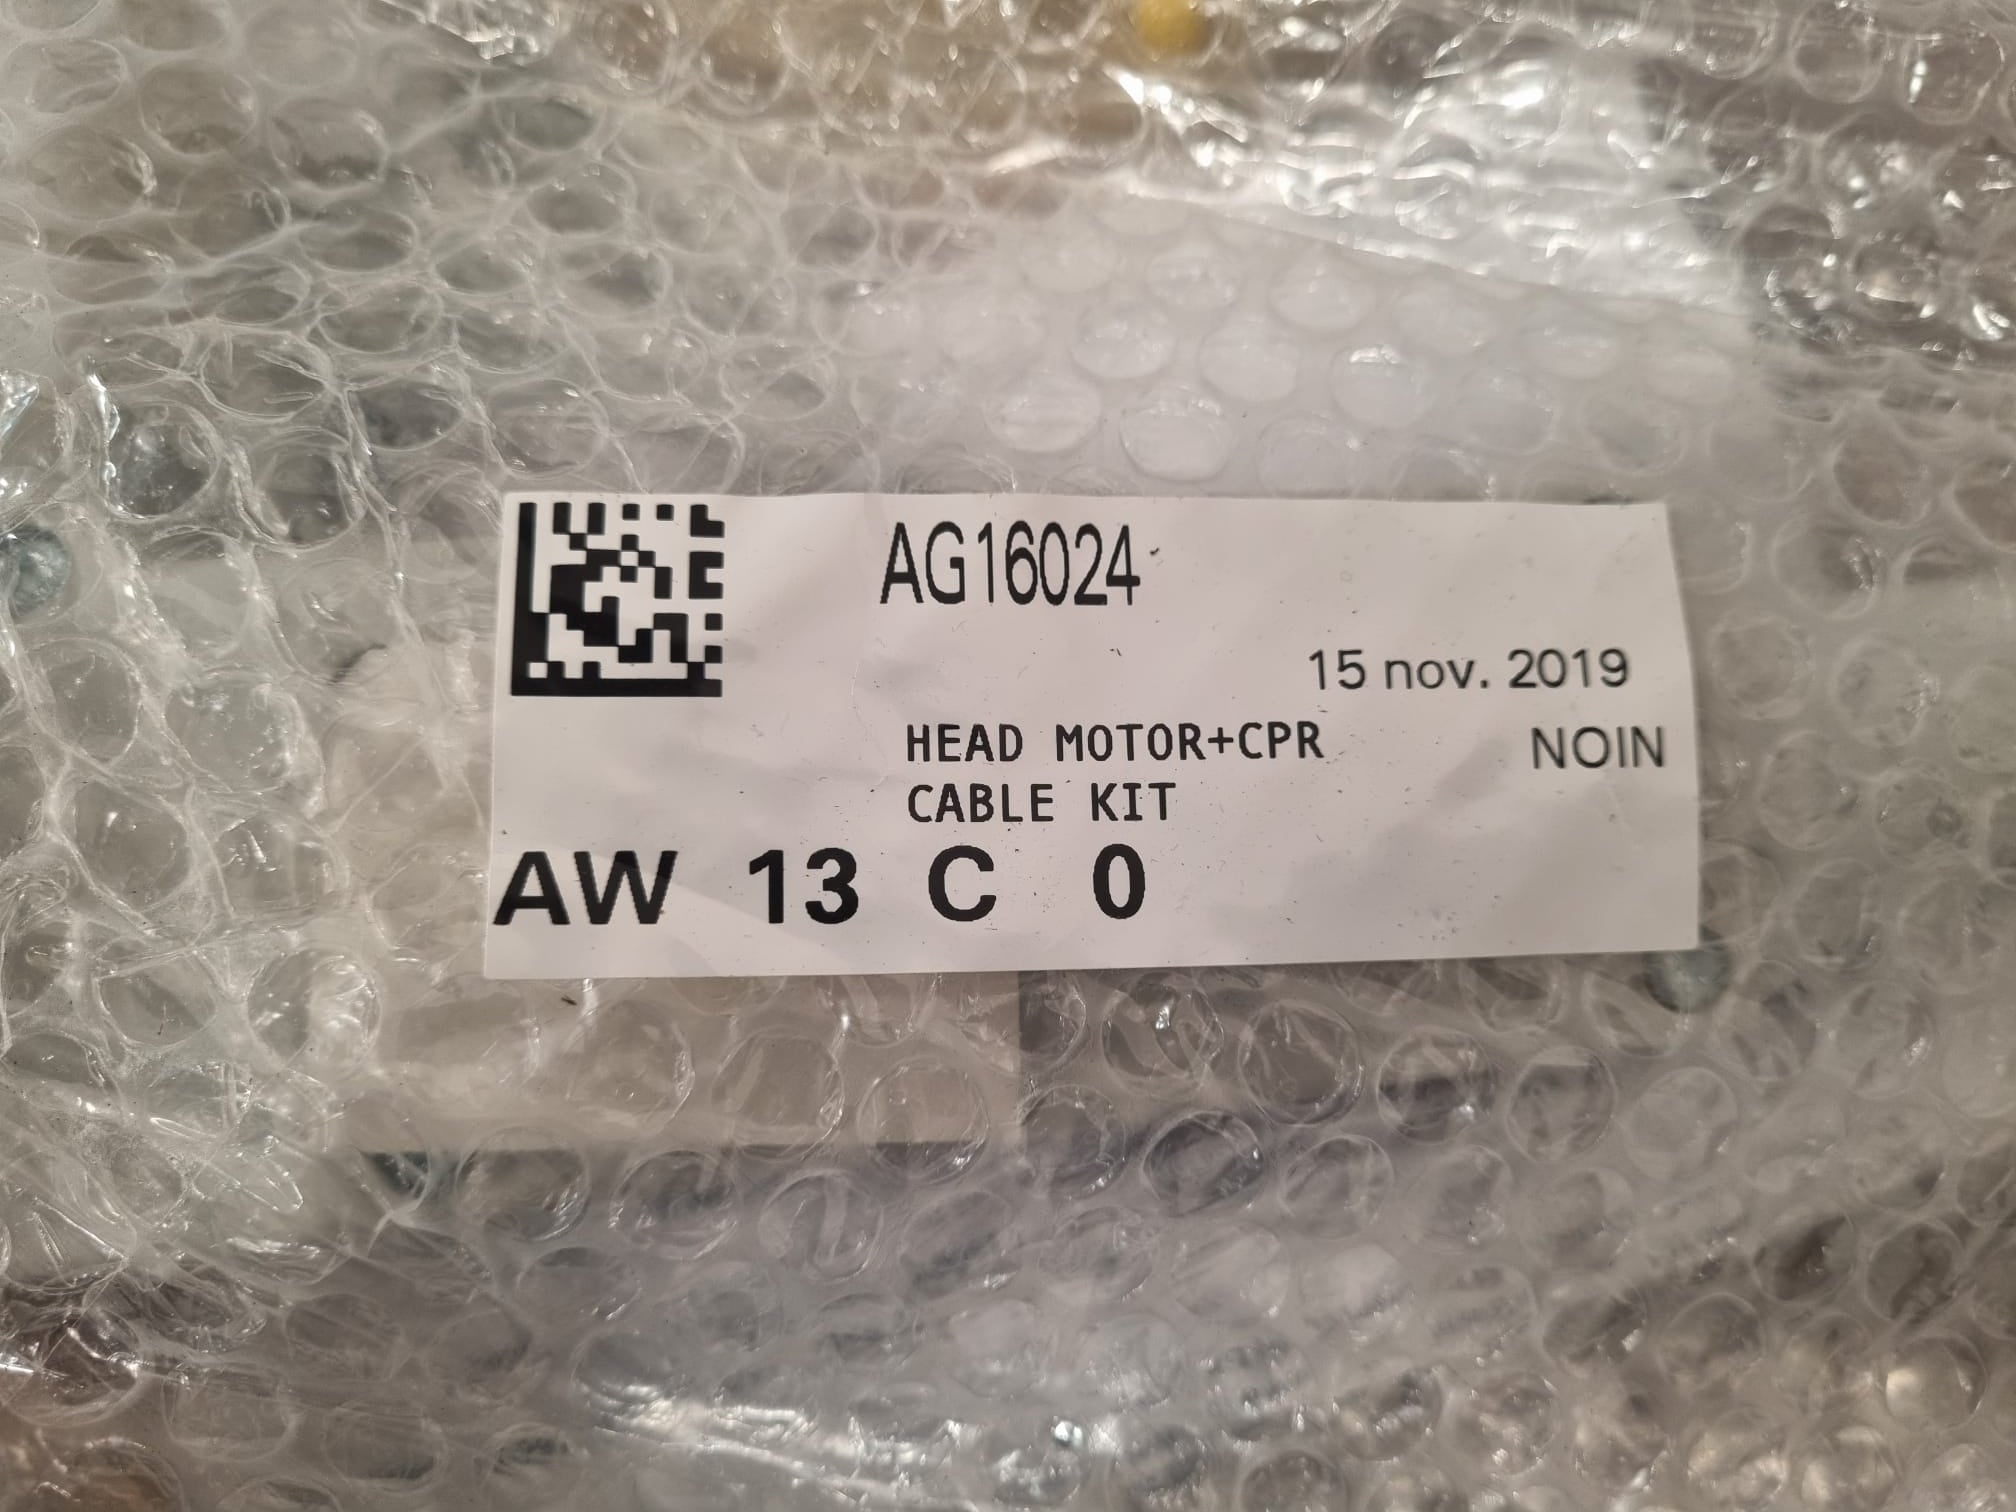 AG16024
15 nov. 2019
HEAD MOTOR+CPR NOIN
CABLE KIT
AW 13 C 0